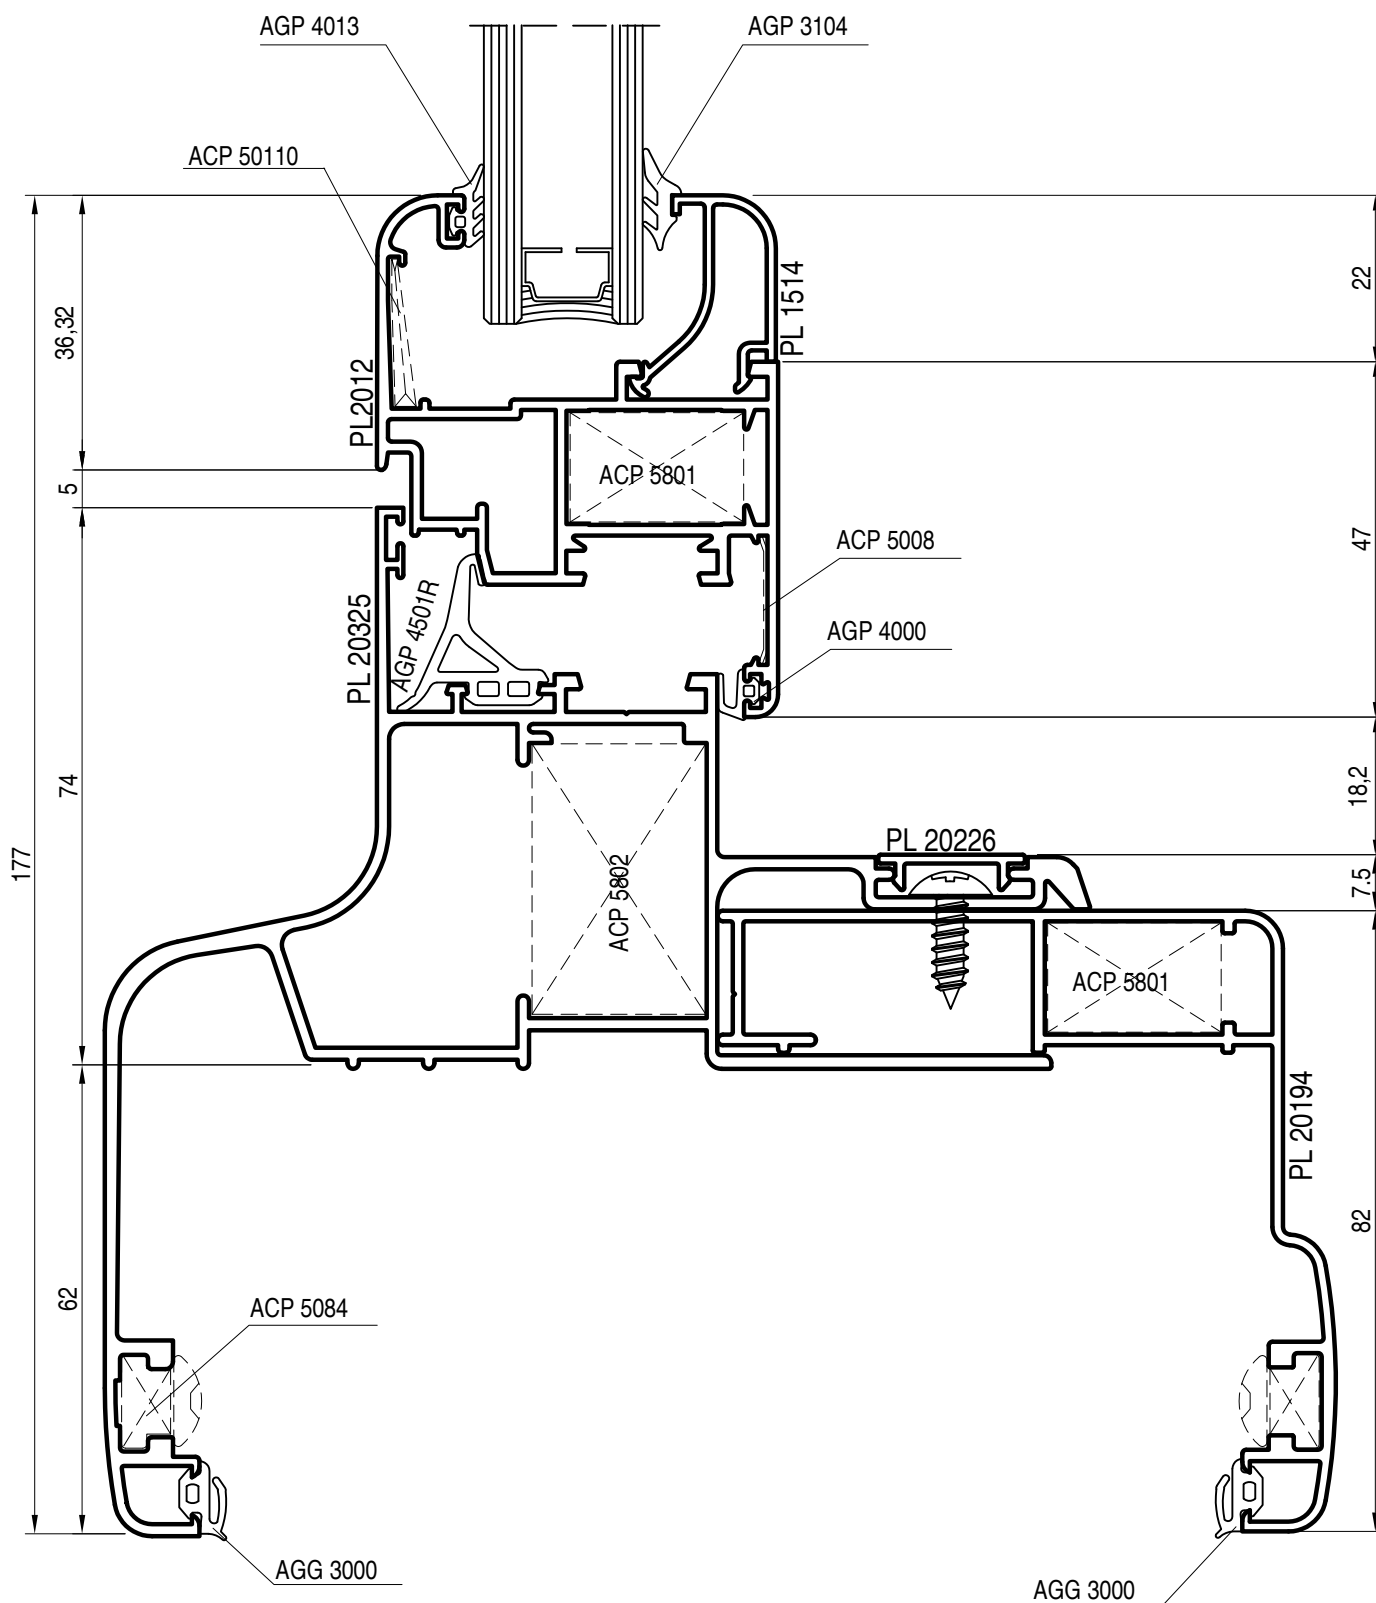 AGP 4013
AGP 3104
ACP 50110
22
PL 1514
36,32
PL2012
5
ACP 5801
47
ACP 5008
AGP 4501R
PL 20325
AGP 4000
74
18,2
177
PL 20226
7.5
ACP 5802
ACP 5801
PL 20194
82
62
ACP 5084
AGG 3000
AGG 3000